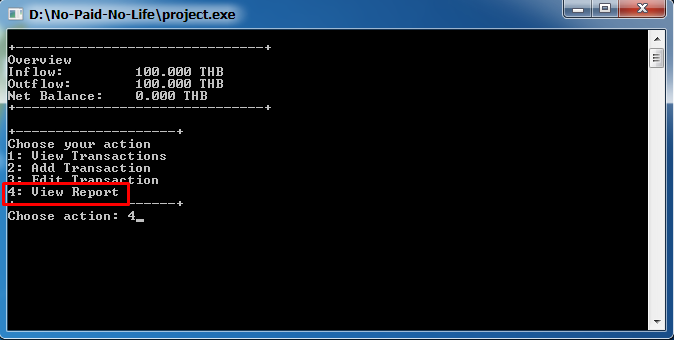 D:\No-Paid-No-Life\project.exe
+-------------------------------+
Overview
Inflow:         100.000 THB
Outflow:        100.000 THB
Net Balance:    0.000 THB
+-------------------------------+
+--------------------+
Choose your action
1: View Transactions
2: Add Transaction
3: Edit Transaction
4: View Report
+--------------------+
Choose action: 4_